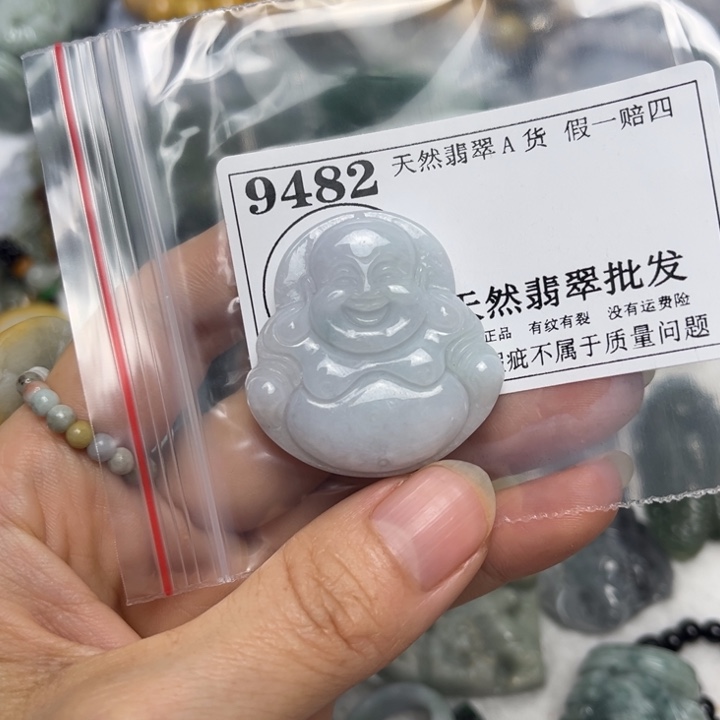 9482 天然翡翠A货 假一赔四
天然翡翠批发
正品 有纹有裂 没有运费险
疵不属于质量问题